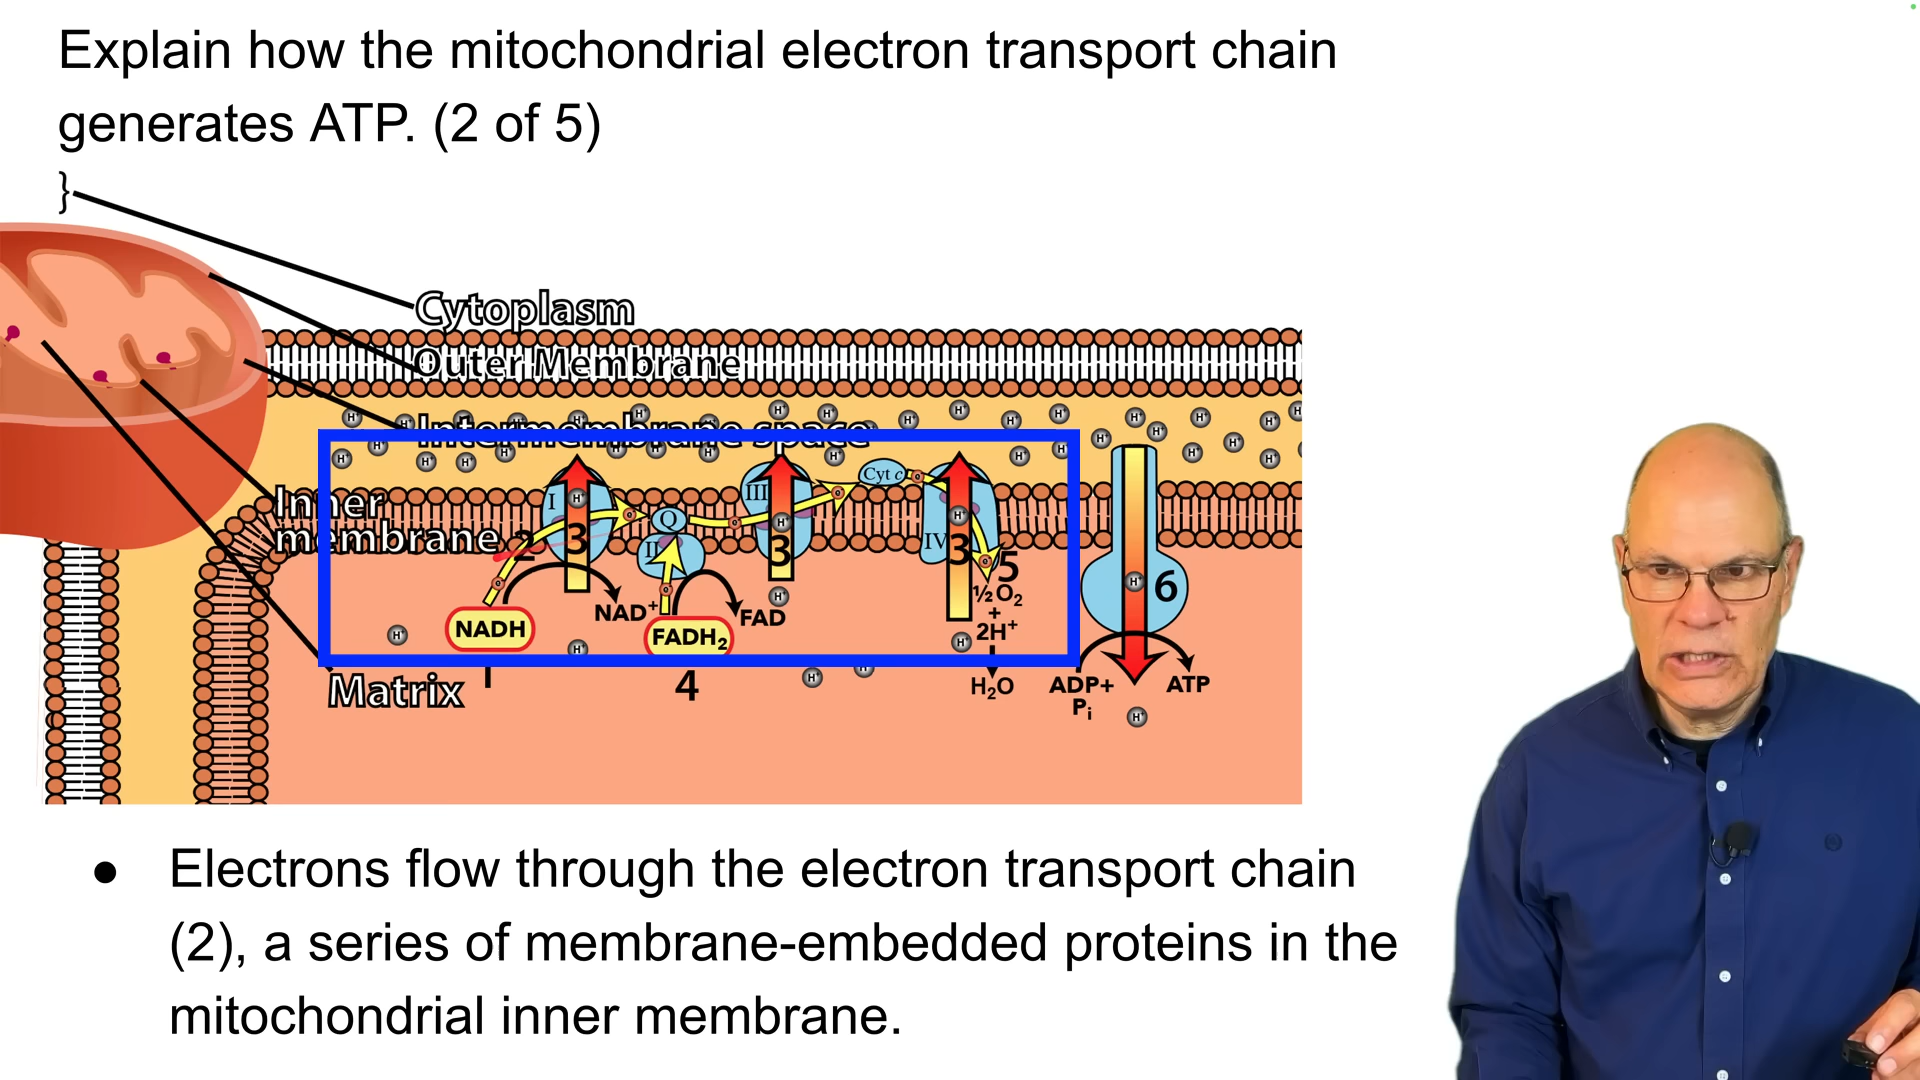 Explain how the mitochondrial electron transport chain
generates ATP. (2 of 5)
}
Cytoplasm
Outer Membrane
H⁺ H⁺ H⁺ H⁺ H⁺ H⁺ H⁺ H⁺ H⁺ H⁺ H⁺ H⁺ H⁺ H⁺ H⁺ H⁺ H⁺
Intermembrane space
H⁺ H⁺ H⁺ H⁺ H⁺ H⁺ H⁺ H⁺ H⁺ H⁺ H⁺ H⁺ H⁺ H⁺ H⁺ H⁺
Cyt c
Inner
membrane
I H⁺ III
Q H⁺ H⁺
2 3 II 3 IV 3 5
H⁺ 6
½ O₂
+
2H⁺
NAD⁺ FAD H⁺
NADH FADH₂
H⁺ H⁺ H⁺
Matrix 1 4 H⁺ H⁺ H₂O ADP+ ATP
Pᵢ H⁺
● Electrons flow through the electron transport chain
(2), a series of membrane-embedded proteins in the
mitochondrial inner membrane.